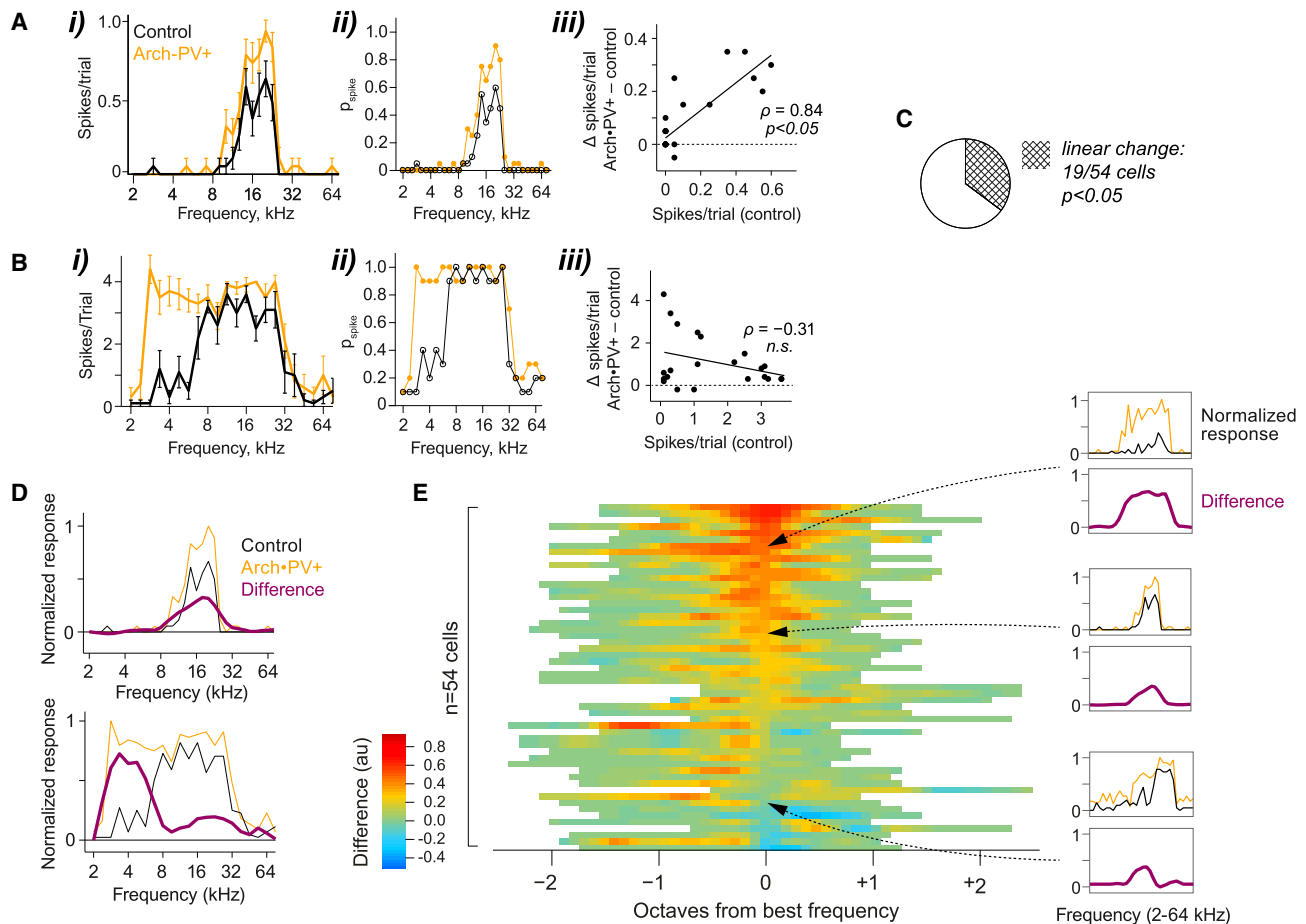 A
i)
Control
Arch-PV+
Spikes/trial
1.0
0.5
0
2 4 8 16 32 64
Frequency, kHz
ii)
pspike
1.0
0.8
0.6
0.4
0.2
0
2 4 8 16 32 64
Frequency, kHz
iii)
Δ spikes/trial
Arch•PV+ – control
0.4
0.2
0
ρ = 0.84
p<0.05
0 0.2 0.4 0.6
Spikes/trial (control)
C
linear change:
19/54 cells
p<0.05
B
i)
Spikes/Trial
4
2
0
2 4 8 16 32 64
Frequency, kHz
ii)
pspike
1.0
0.8
0.6
0.4
0.2
0
2 4 8 16 32 64
Frequency, kHz
iii)
Δ spikes/trial
Arch•PV+ – control
4
2
0
ρ = −0.31
n.s.
0 1 2 3
Spikes/trial (control)
D
Normalized response
1
0
Control
Arch•PV+
Difference
2 4 8 16 32 64
Frequency (kHz)
Normalized response
1
0
2 4 8 16 32 64
Frequency (kHz)
E
n=54 cells
Difference (au)
0.8
0.6
0.4
0.2
0.0
-0.2
-0.4
−2 −1 0 +1 +2
Octaves from best frequency
1
0
Normalized
response
1
0
Difference
1
0
1
0
1
0
1
0
Frequency (2-64 kHz)